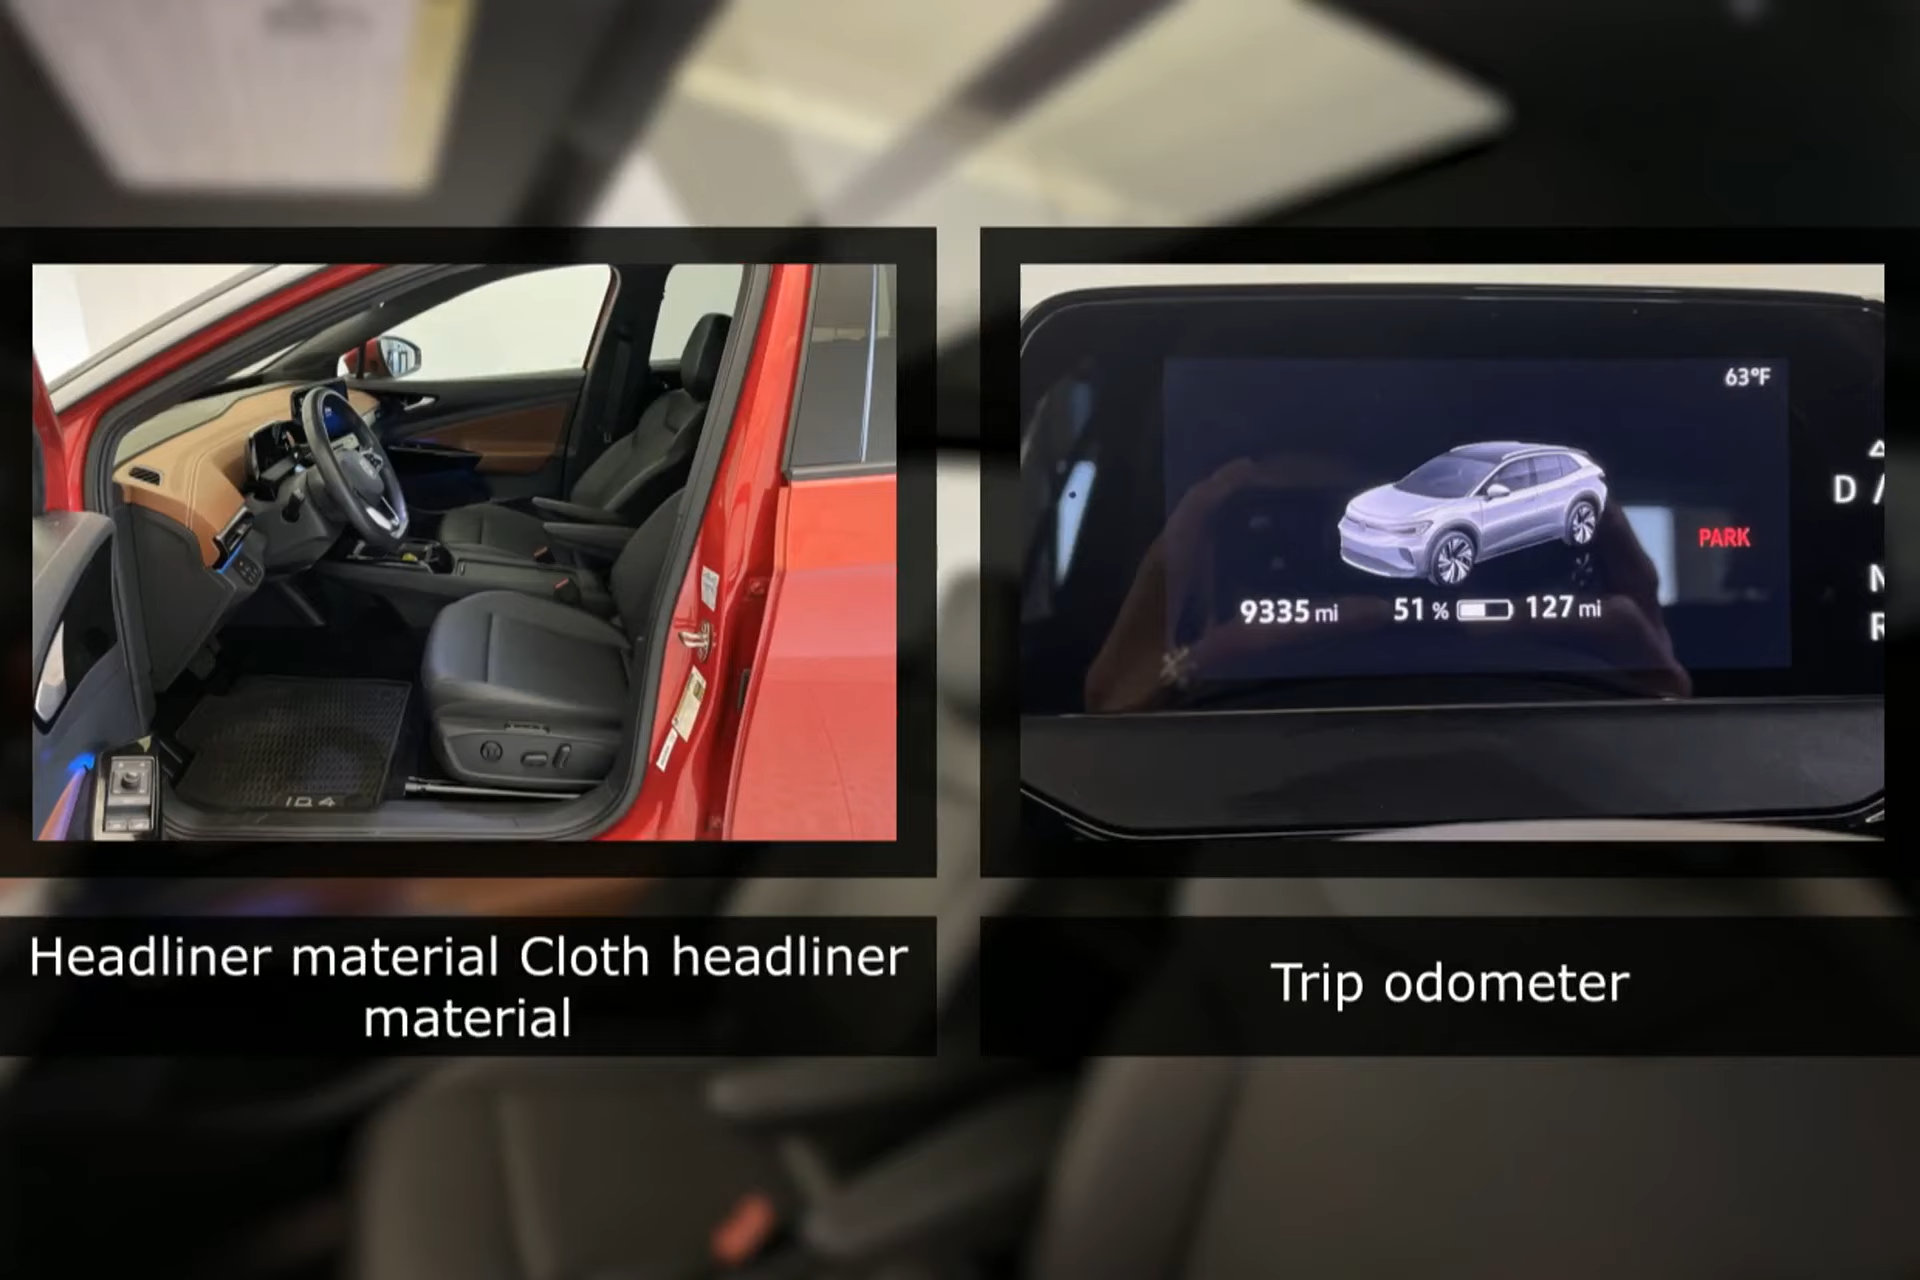 ID.4
63°F
D /
PARK
N
R
9335 mi 51 % 127 mi
Headliner material Cloth headliner
material
Trip odometer